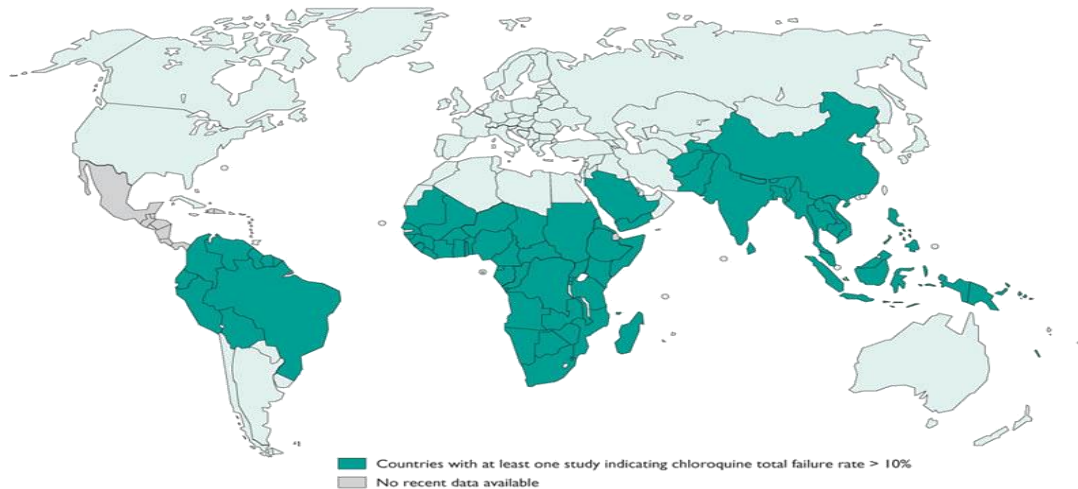 Countries with at least one study indicating chloroquine total failure rate > 10%
No recent data available